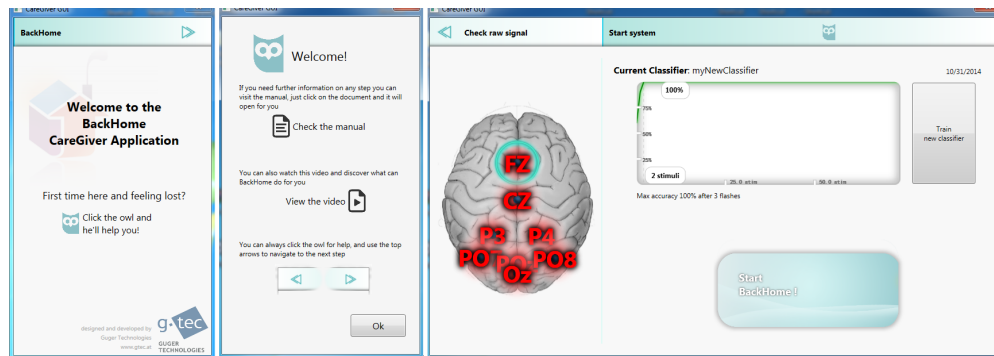 CareGiver GUI
BackHome
Welcome to the
BackHome
CareGiver Application
First time here and feeling lost?
Click the owl and
he'll help you!
designed and developed by
Guger Technologies
www.gtec.at
g.tec
GUGER
TECHNOLOGIES
CareGiver GUI
Welcome!
If you need further information on any step you can
visit the manual, just click on the document and it will
open for you
Check the manual
You can also watch this video and discover what can
BackHome do for you
View the video
You can always click the owl for help, and use the top
arrows to navigate to the next step
Ok
CareGiver GUI
Check raw signal
Start system
FZ
CZ
P3
P4
PO8
Oz
Current Classifier: myNewClassifier
10/31/2014
100%
75%
50%
25%
2 stimuli
25.0 stim
50.0 stim
Max accuracy 100% after 3 flashes
Train
new classifier
Start
BackHome !